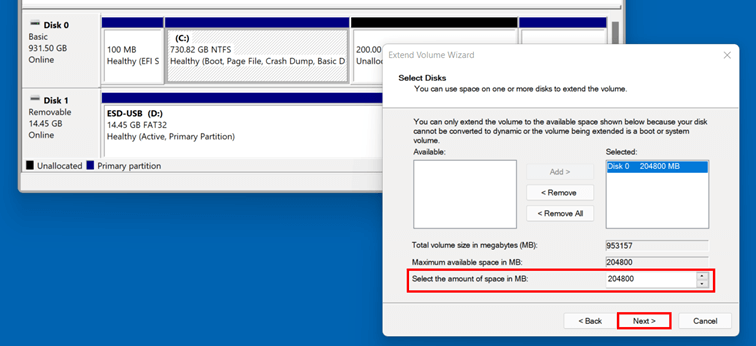 Disk 0
Basic
931.50 GB
Online
100 MB
Healthy (EFI S
(C:)
730.82 GB NTFS
Healthy (Boot, Page File, Crash Dump, Basic D
200.00
Unalloc
Disk 1
Removable
14.45 GB
Online
ESD-USB (D:)
14.45 GB FAT32
Healthy (Active, Primary Partition)
Unallocated
Primary partition
Extend Volume Wizard
Select Disks
You can use space on one or more disks to extend the volume.
You can only extend the volume to the available space shown below because your disk
cannot be converted to dynamic or the volume being extended is a boot or system
volume.
Available:
Selected:
Add >
Disk 0 204800 MB
< Remove
< Remove All
Total volume size in megabytes (MB):
953157
Maximum available space in MB:
204800
Select the amount of space in MB:
204800
< Back
Next >
Cancel